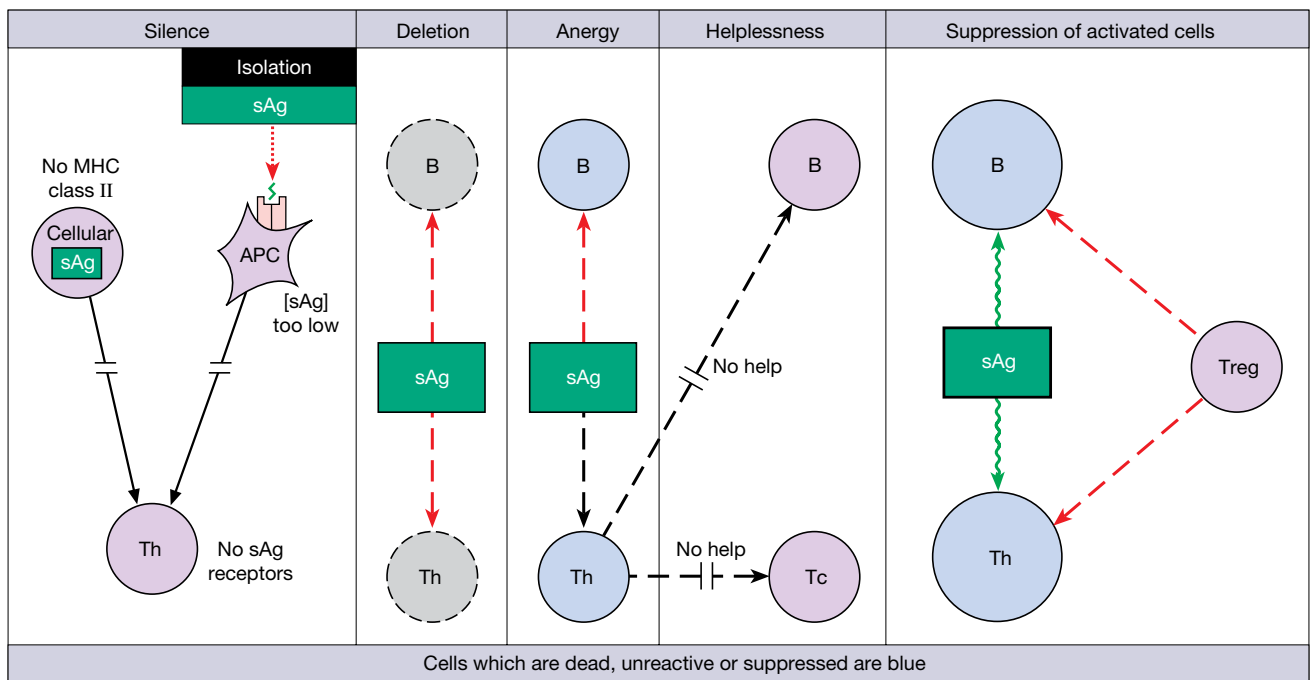 Silence
Deletion
Anergy
Helplessness
Suppression of activated cells
Isolation
sAg
No MHC
class II
Cellular
sAg
APC
[sAg]
too low
Th
No sAg
receptors
B
sAg
Th
B
sAg
Th
B
No help
No help
Tc
B
sAg
Treg
Th
Cells which are dead, unreactive or suppressed are blue